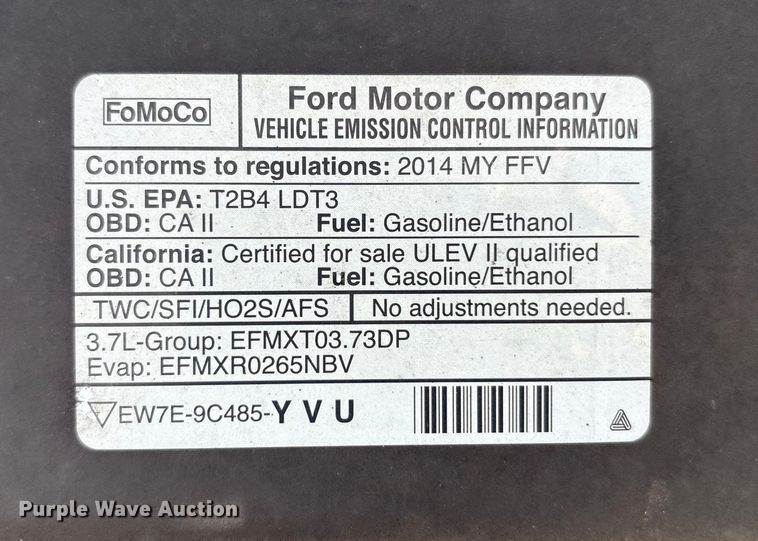 FoMoCo
Ford Motor Company
VEHICLE EMISSION CONTROL INFORMATION
Conforms to regulations: 2014 MY FFV
U.S. EPA: T2B4 LDT3
OBD: CA II Fuel: Gasoline/Ethanol
California: Certified for sale ULEV II qualified
OBD: CA II Fuel: Gasoline/Ethanol
TWC/SFI/HO2S/AFS No adjustments needed.
3.7L-Group: EFMXT03.73DP
Evap: EFMXR0265NBV
EW7E-9C485-Y V U
Purple Wave Auction